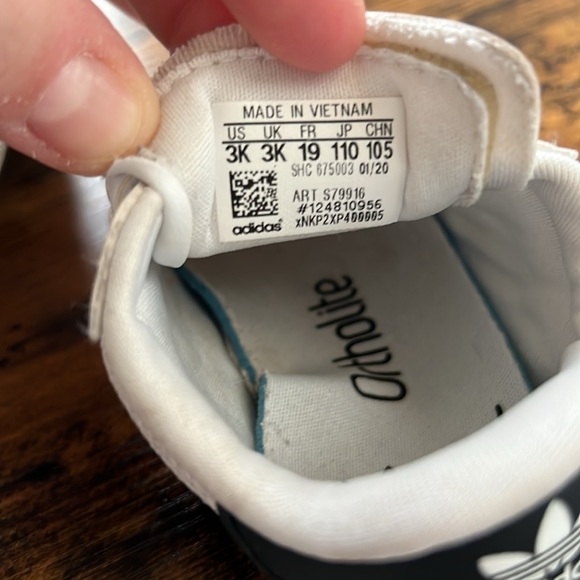 MADE IN VIETNAM
US UK FR JP CHN
3K 3K 19 110 105
SHC 675003 01/20
ART S79916
#124810956
xNKP2XP400005
adidas
Ortholite